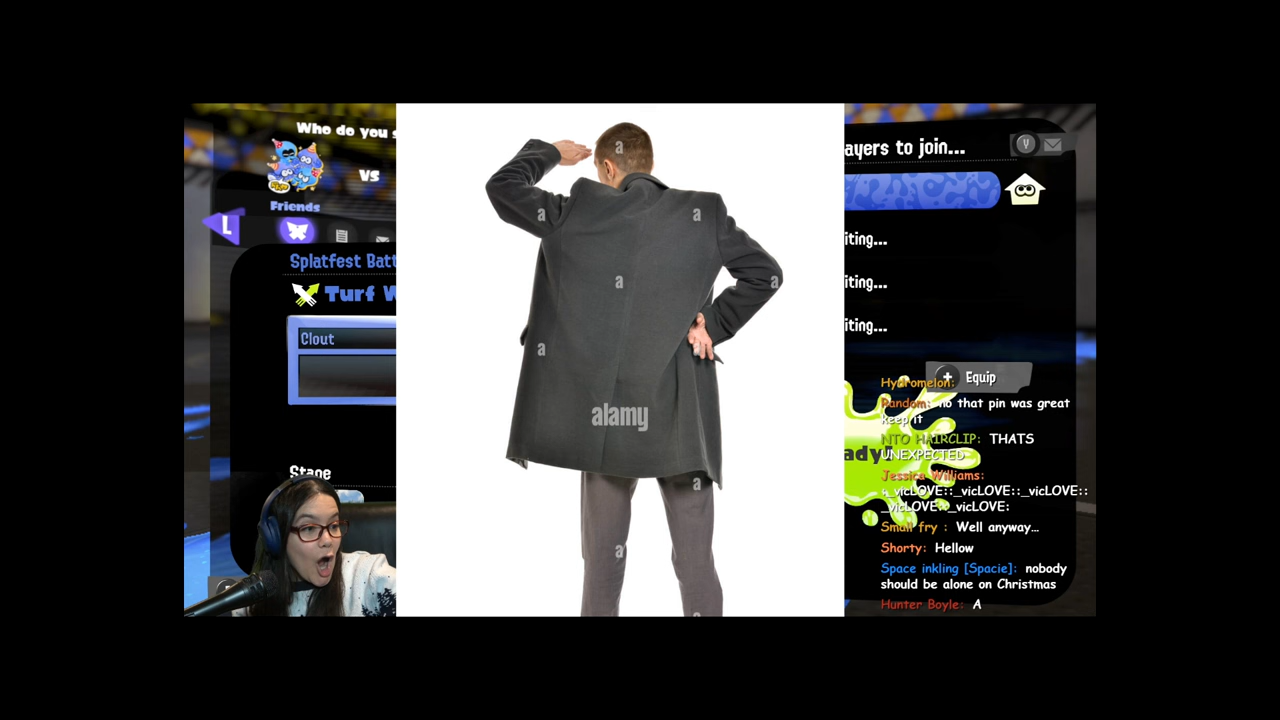 Who do you s
vs
Friends
L
Splatfest Batt
Turf W
Clout
Stage
a
a
a
a
a
a
alamy
a
a
a
ayers to join...
Y
iting...
iting...
iting...
+ Equip
ady!
Hydromelon:
Random: no that pin was great
keep it
NTO HAIRCLIP: THATS
UNEXPECTED
Jessica Williams:
:_vicLOVE::_vicLOVE::_vicLOVE::
_vicLOVE::_vicLOVE:
Small fry : Well anyway...
Shorty: Hellow
Space inkling [Spacie]: nobody
should be alone on Christmas
Hunter Boyle: A